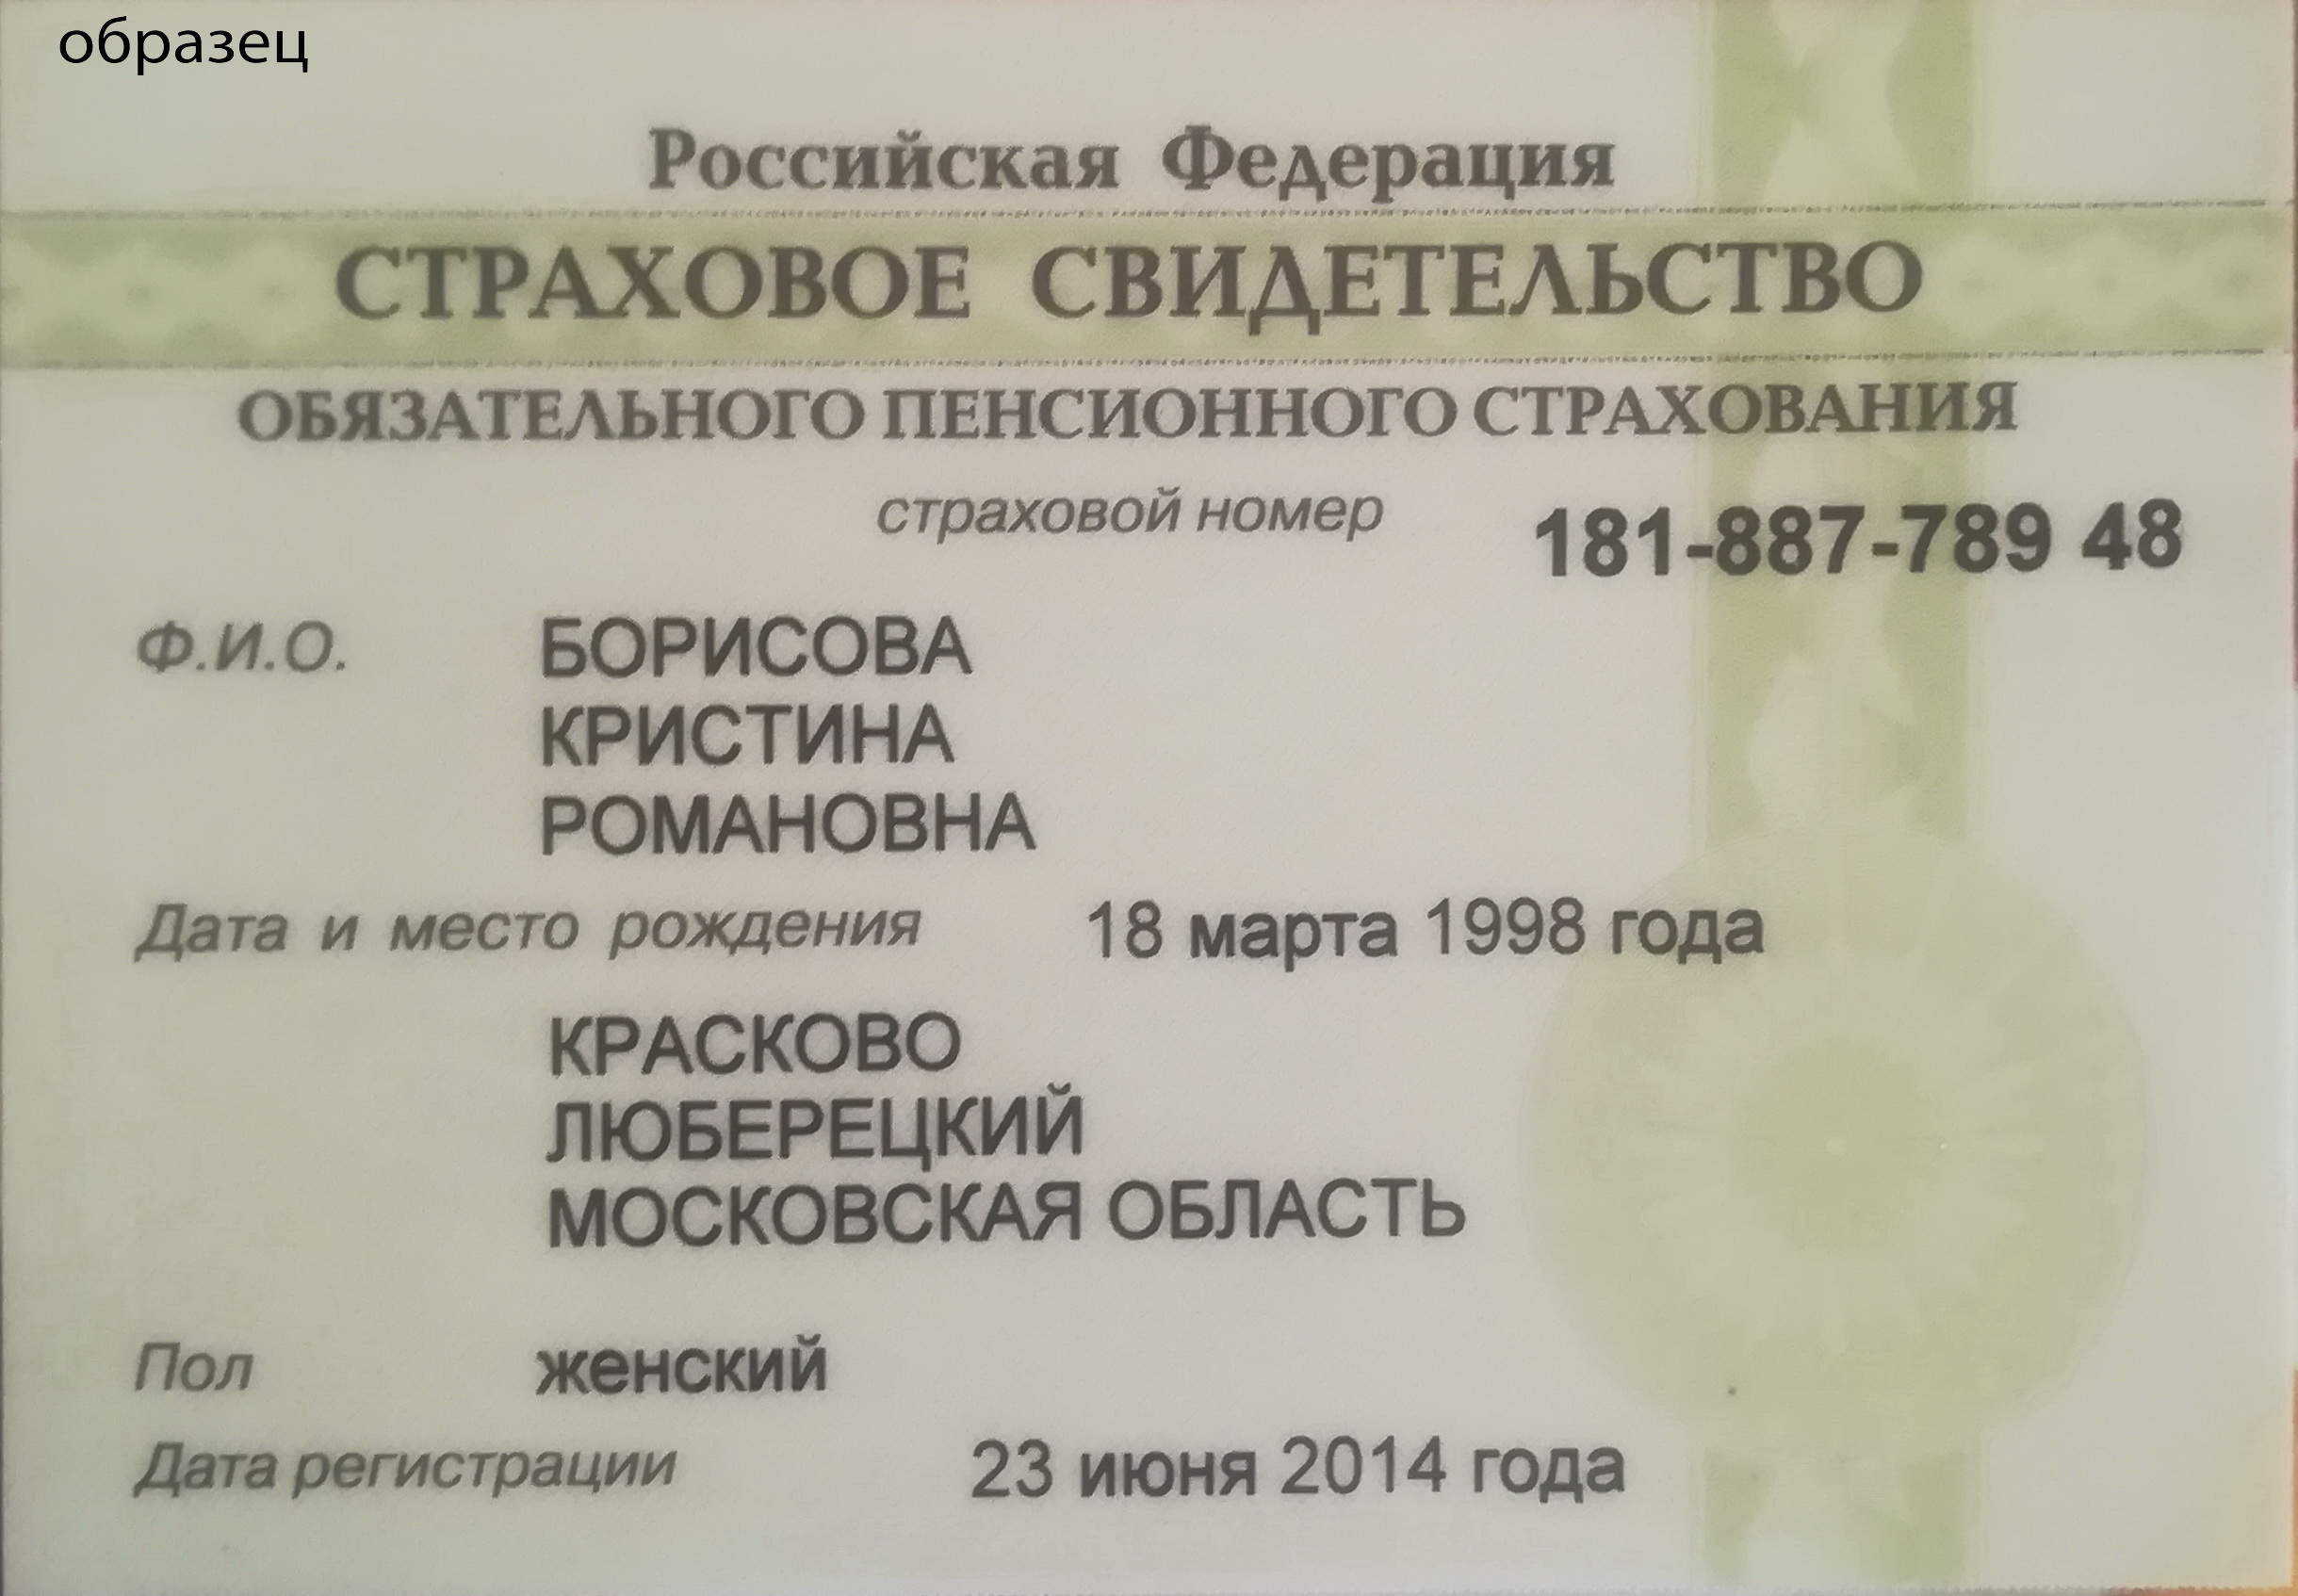 образец
Российская Федерация
СТРАХОВОЕ СВИДЕТЕЛЬСТВО
ОБЯЗАТЕЛЬНОГО ПЕНСИОННОГО СТРАХОВАНИЯ
страховой номер 181-887-789 48
Ф.И.О. БОРИСОВА
КРИСТИНА
РОМАНОВНА
Дата и место рождения 18 марта 1998 года
КРАСКОВО
ЛЮБЕРЕЦКИЙ
МОСКОВСКАЯ ОБЛАСТЬ
Пол женский
Дата регистрации 23 июня 2014 года